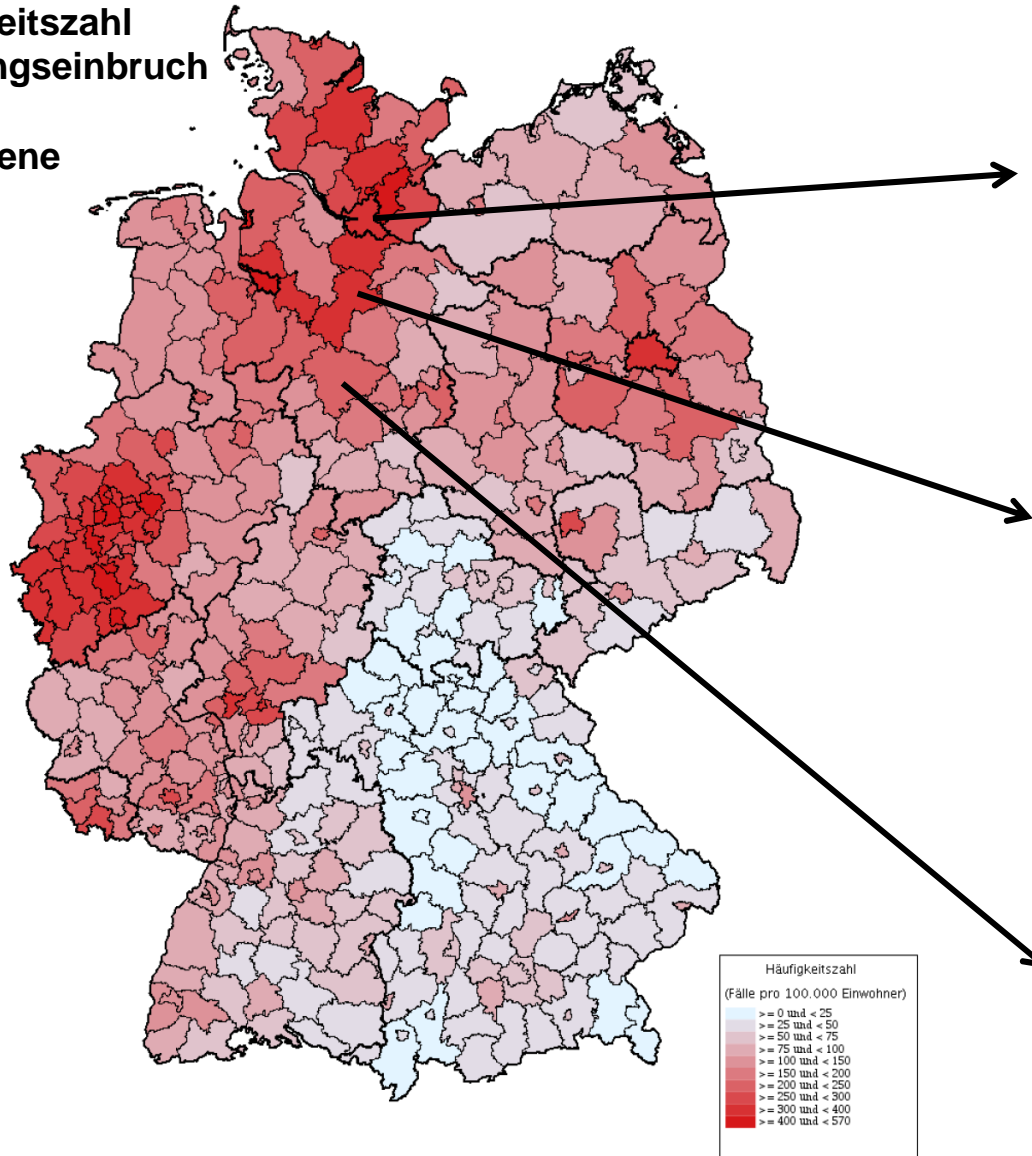 eitszahl
ngseinbruch
ene
Häufigkeitszahl
(Fälle pro 100.000 Einwohner)
>= 0 und < 25
>= 25 und < 50
>= 50 und < 75
>= 75 und < 100
>= 100 und < 150
>= 150 und < 200
>= 200 und < 250
>= 250 und < 300
>= 300 und < 400
>= 400 und < 570